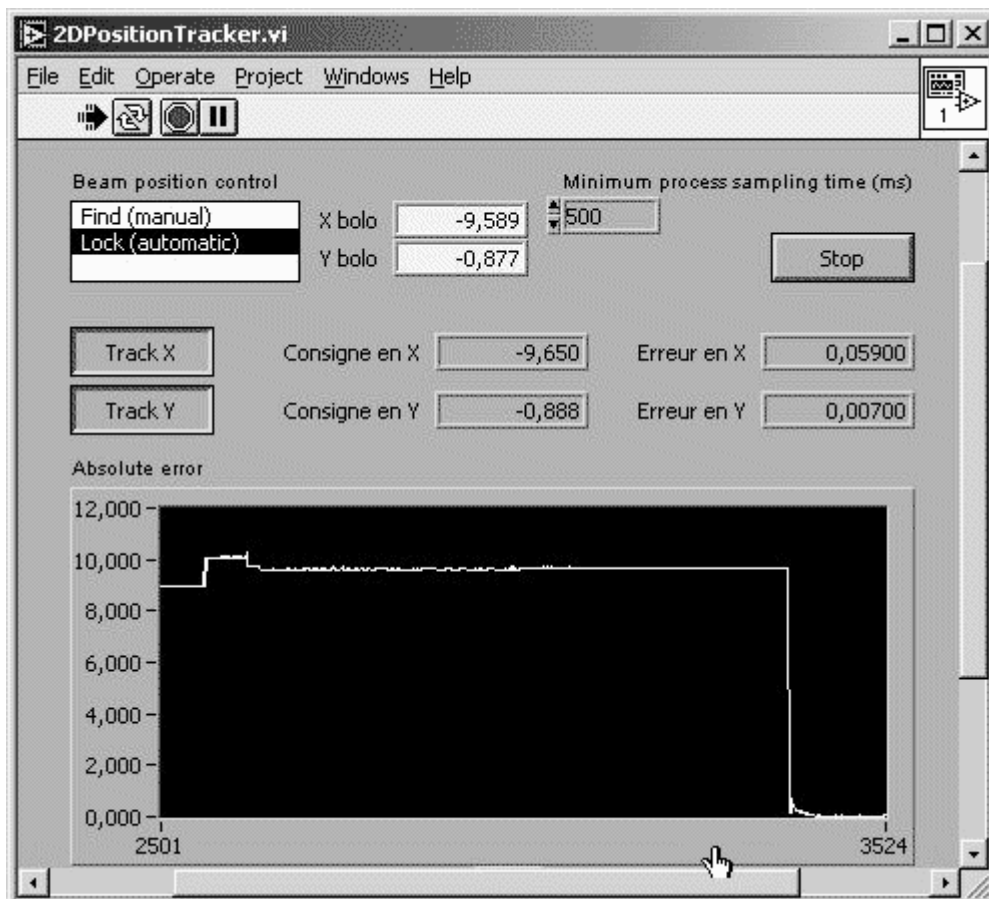 2DPositionTracker.vi
File Edit Operate Project Windows Help
1
Beam position control
Minimum process sampling time (ms)
Find (manual)
Lock (automatic)
X bolo -9,589
500
Y bolo -0,877
Stop
Track X Consigne en X -9,650 Erreur en X 0,05900
Track Y Consigne en Y -0,888 Erreur en Y 0,00700
Absolute error
12,000
10,000
8,000
6,000
4,000
2,000
0,000
2501 3524